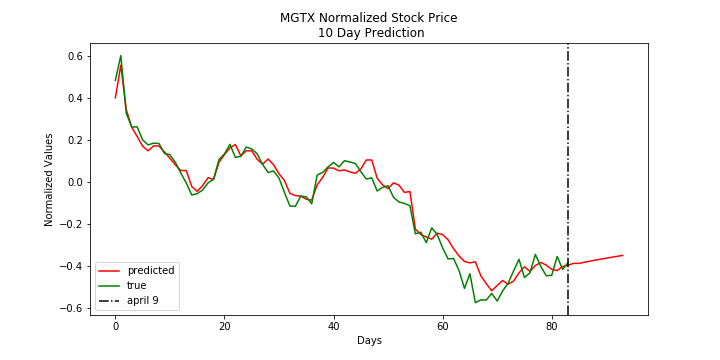 MGTX Normalized Stock Price
10 Day Prediction
Normalized Values
0.6
0.4
0.2
0.0
−0.2
−0.4
−0.6
predicted
true
april 9
0
20
40
60
80
Days